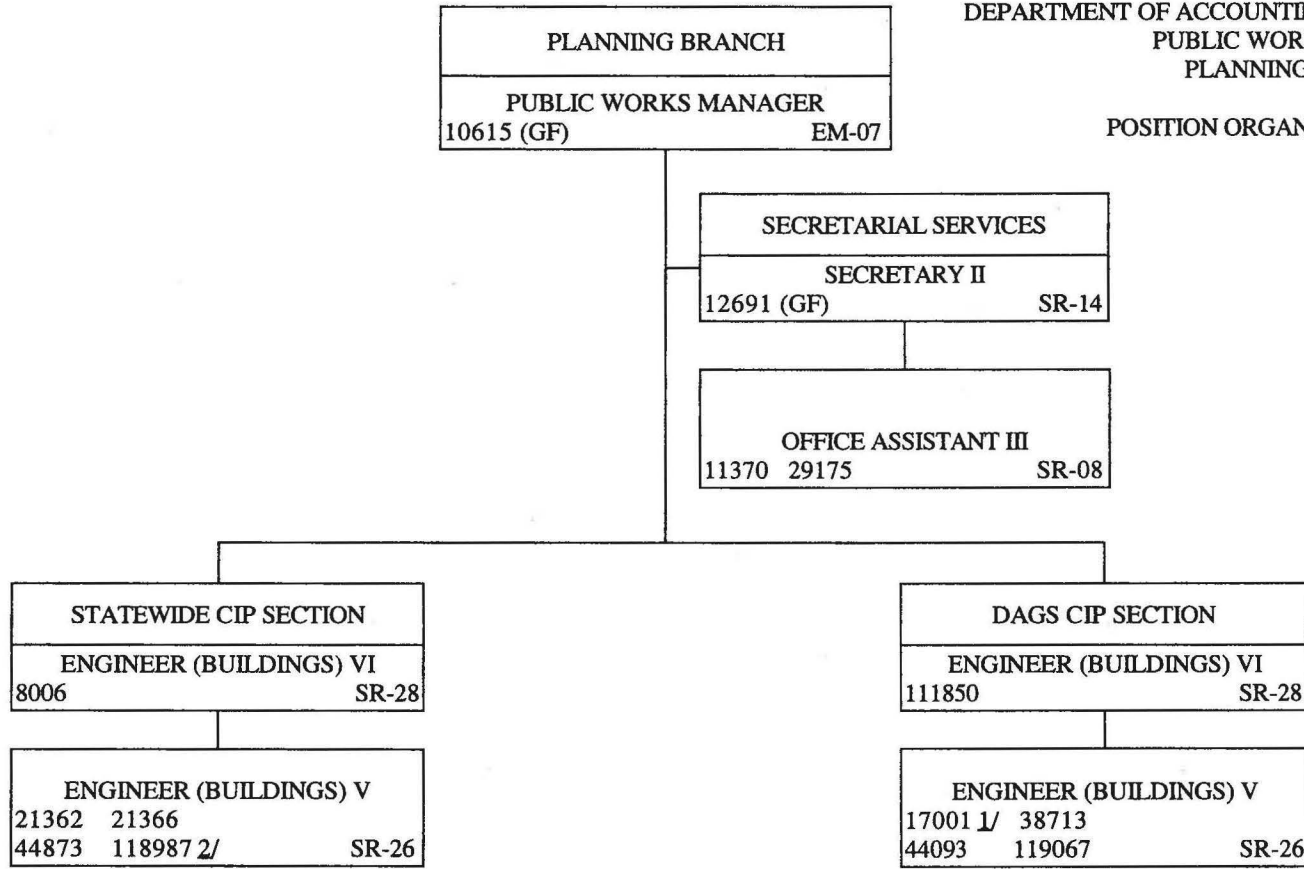 DEPARTMENT OF ACCOUNTI
PUBLIC WOR
PLANNING
POSITION ORGAN
PLANNING BRANCH
PUBLIC WORKS MANAGER
10615 (GF) EM-07
SECRETARIAL SERVICES
SECRETARY II
12691 (GF) SR-14
OFFICE ASSISTANT III
11370 29175 SR-08
STATEWIDE CIP SECTION
ENGINEER (BUILDINGS) VI
8006 SR-28
ENGINEER (BUILDINGS) V
21362 21366
44873 118987 2/ SR-26
DAGS CIP SECTION
ENGINEER (BUILDINGS) VI
111850 SR-28
ENGINEER (BUILDINGS) V
17001 1/ 38713
44093 119067 SR-26